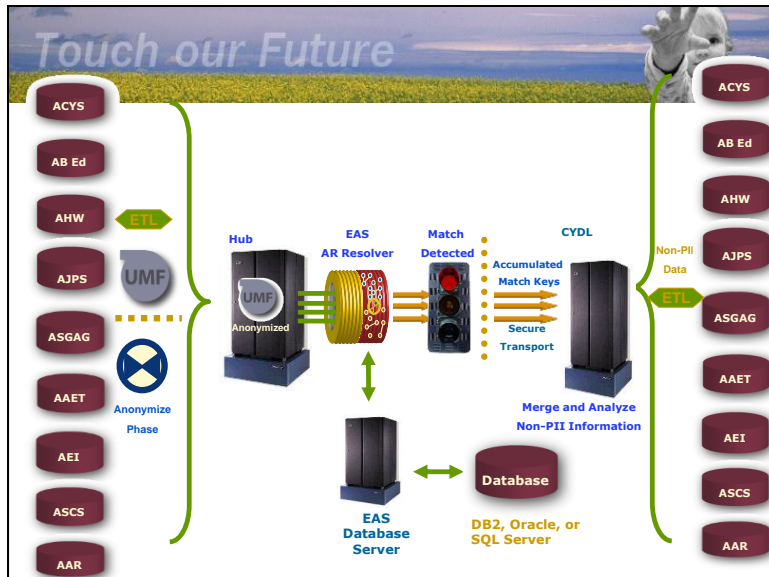 Touch our Future
ACYS
AB Ed
AHW
AJPS
ASGAG
AAET
AEI
ASCS
AAR
ETL
UMF
Anonymize
Phase
Hub
UMF
Anonymized
EAS
AR Resolver
Match
Detected
Accumulated
Match Keys
Secure
Transport
CYDL
Merge and Analyze
Non-PII Information
EAS
Database
Server
Database
DB2, Oracle, or
SQL Server
Non-PII
Data
ETL
ACYS
AB Ed
AHW
AJPS
ASGAG
AAET
AEI
ASCS
AAR